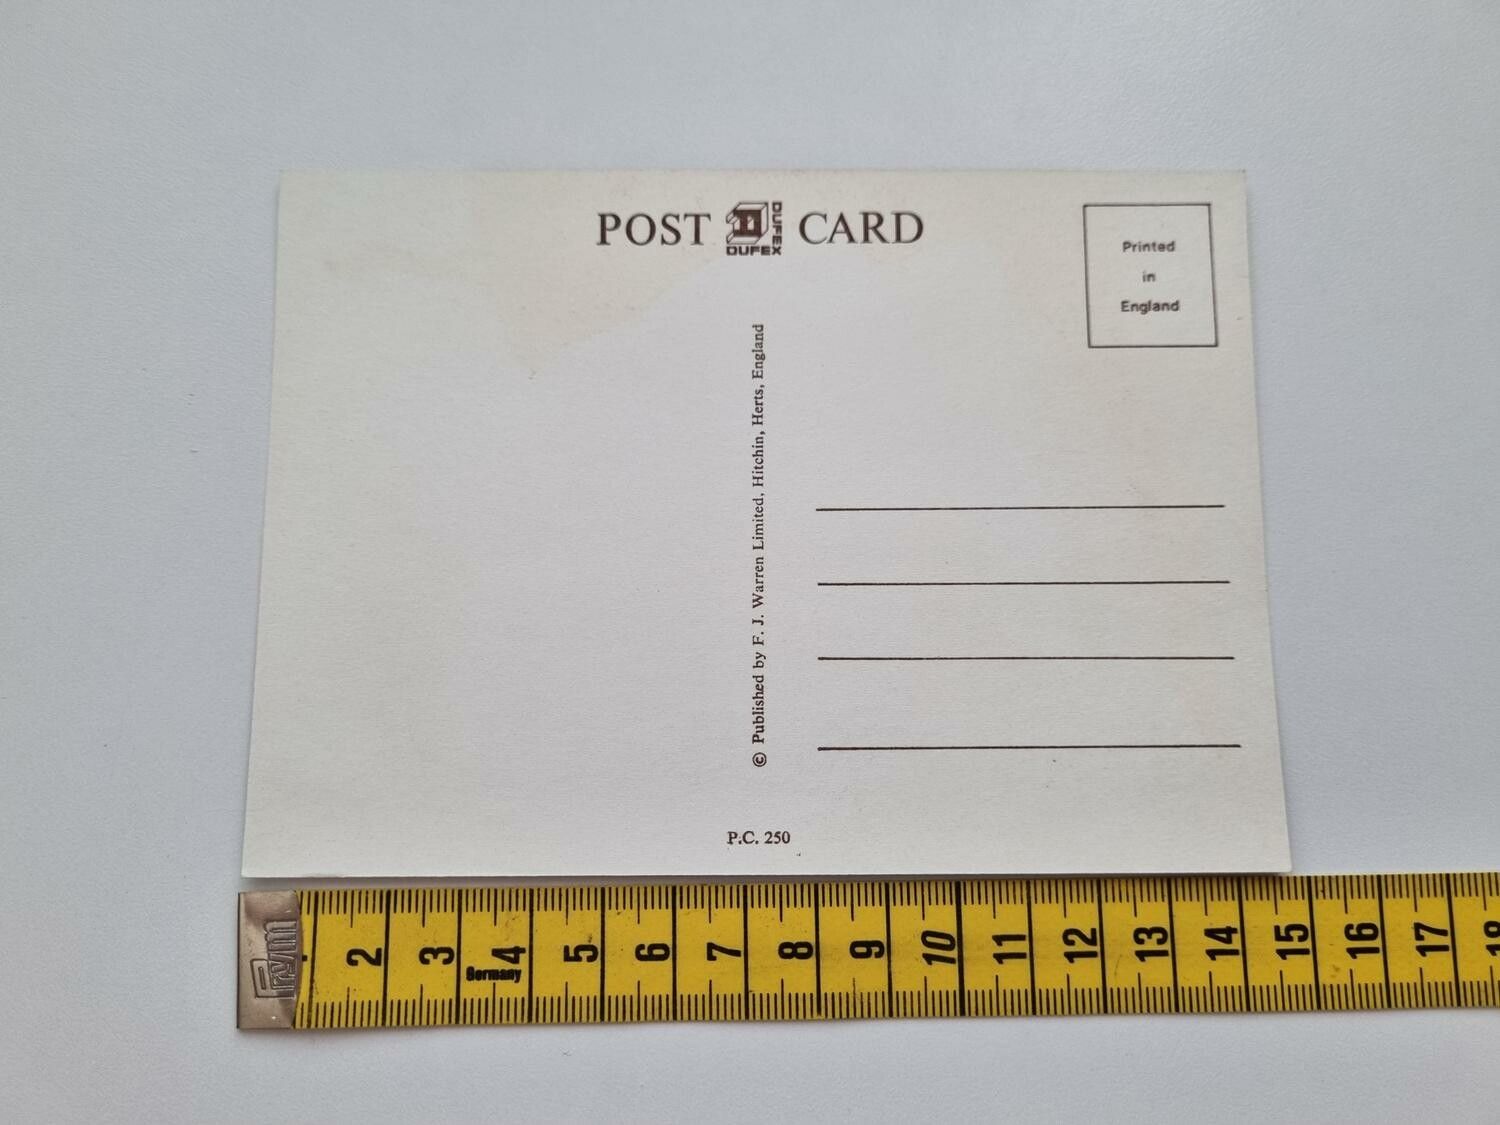 POST DUFEX DUFEX CARD
Printed
in
England
© Published by F. J. Warren Limited, Hitchin, Herts, England
P.C. 250
Prym
2 3 4 5 6 7 8 9 10 11 12 13 14 15 16 17 18
Germany